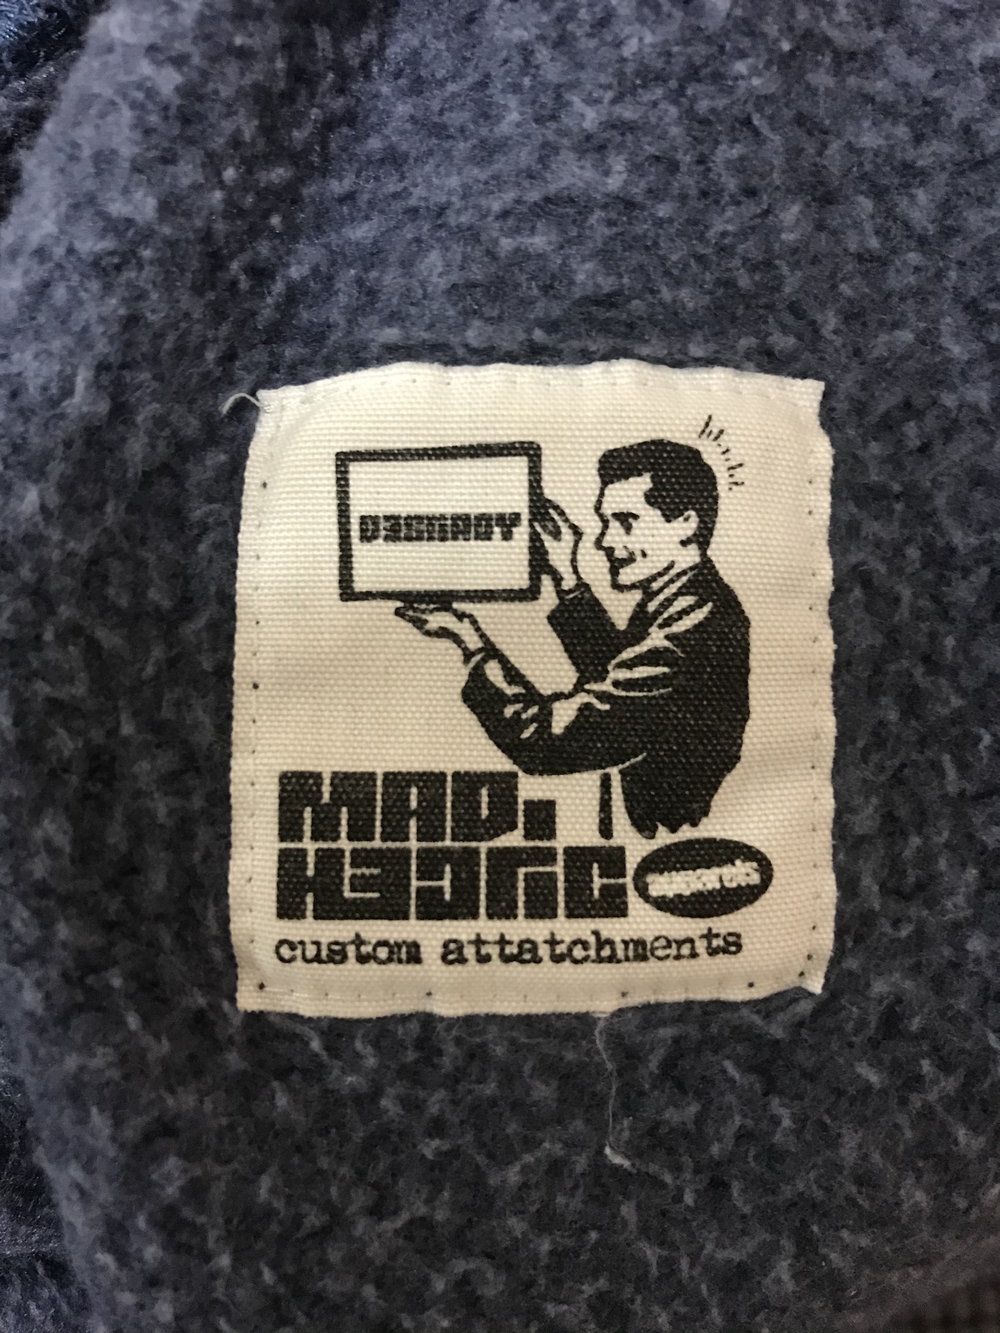 MAD.
HECTIC apparels
custom attatchments